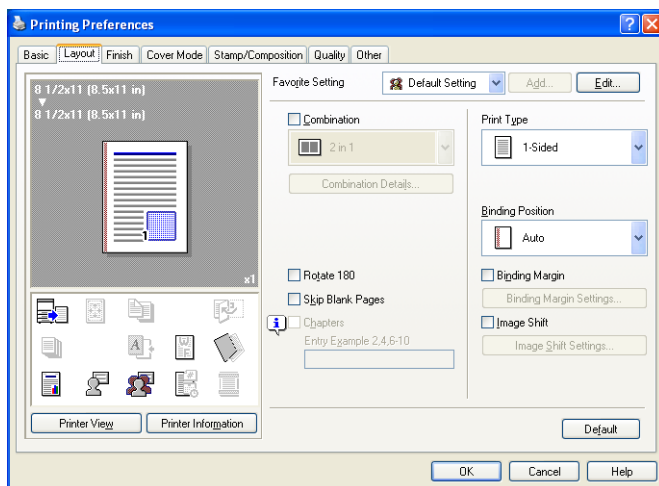 Printing Preferences
Basic Layout Finish Cover Mode Stamp/Composition Quality Other
8 1/2x11 (8.5x11 in)
8 1/2x11 (8.5x11 in)
1
x1
Printer View Printer Information
Favorite Setting Default Setting Add... Edit...
Combination
2 in 1
Combination Details...
Rotate 180
Skip Blank Pages
Chapters
Entry Example 2,4,6-10
Print Type
1-Sided
Binding Position
Auto
Binding Margin
Binding Margin Settings...
Image Shift
Image Shift Settings...
Default
OK Cancel Help